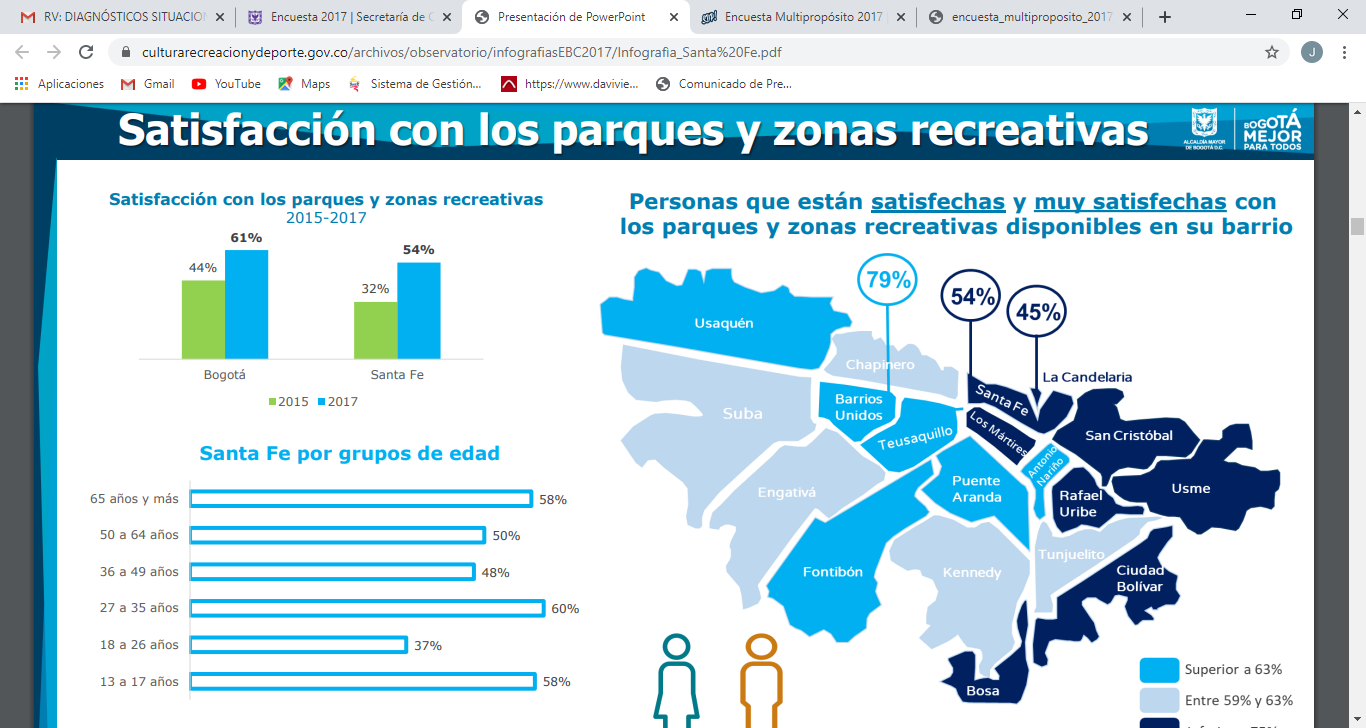 RV: DIAGNÓSTICOS SITUACIO
Encuesta 2017 | Secretaría de C
Presentación de PowerPoint
Encuesta Multipropósito 2017
encuesta_multiproposito_2017
culturarecreacionydeporte.gov.co/archivos/observatorio/infografiasEBC2017/Infografia_Santa%20Fe.pdf
J
Aplicaciones
Gmail
YouTube
Maps
Sistema de Gestión...
https://www.davivie...
Comunicado de Pre...
Satisfacción con los parques y zonas recreativas
ALCALDÍA MAYOR
DE BOGOTÁ D.C.
BOGOTÁ
MEJOR
PARA TODOS
Satisfacción con los parques y zonas recreativas
2015-2017
61%
44%
54%
32%
Bogotá
Santa Fe
2015
2017
Santa Fe por grupos de edad
65 años y más
58%
50 a 64 años
50%
36 a 49 años
48%
27 a 35 años
60%
18 a 26 años
37%
13 a 17 años
58%
Personas que están satisfechas y muy satisfechas con
los parques y zonas recreativas disponibles en su barrio
79%
54%
45%
Usaquén
Chapinero
La Candelaria
Santa Fe
Barrios
Unidos
Suba
Los Mártires
Teusaquillo
San Cristóbal
Antonio
Nariño
Puente
Aranda
Engativá
Rafael
Uribe
Usme
Tunjuelito
Fontibón
Kennedy
Ciudad
Bolívar
Bosa
Superior a 63%
Entre 59% y 63%